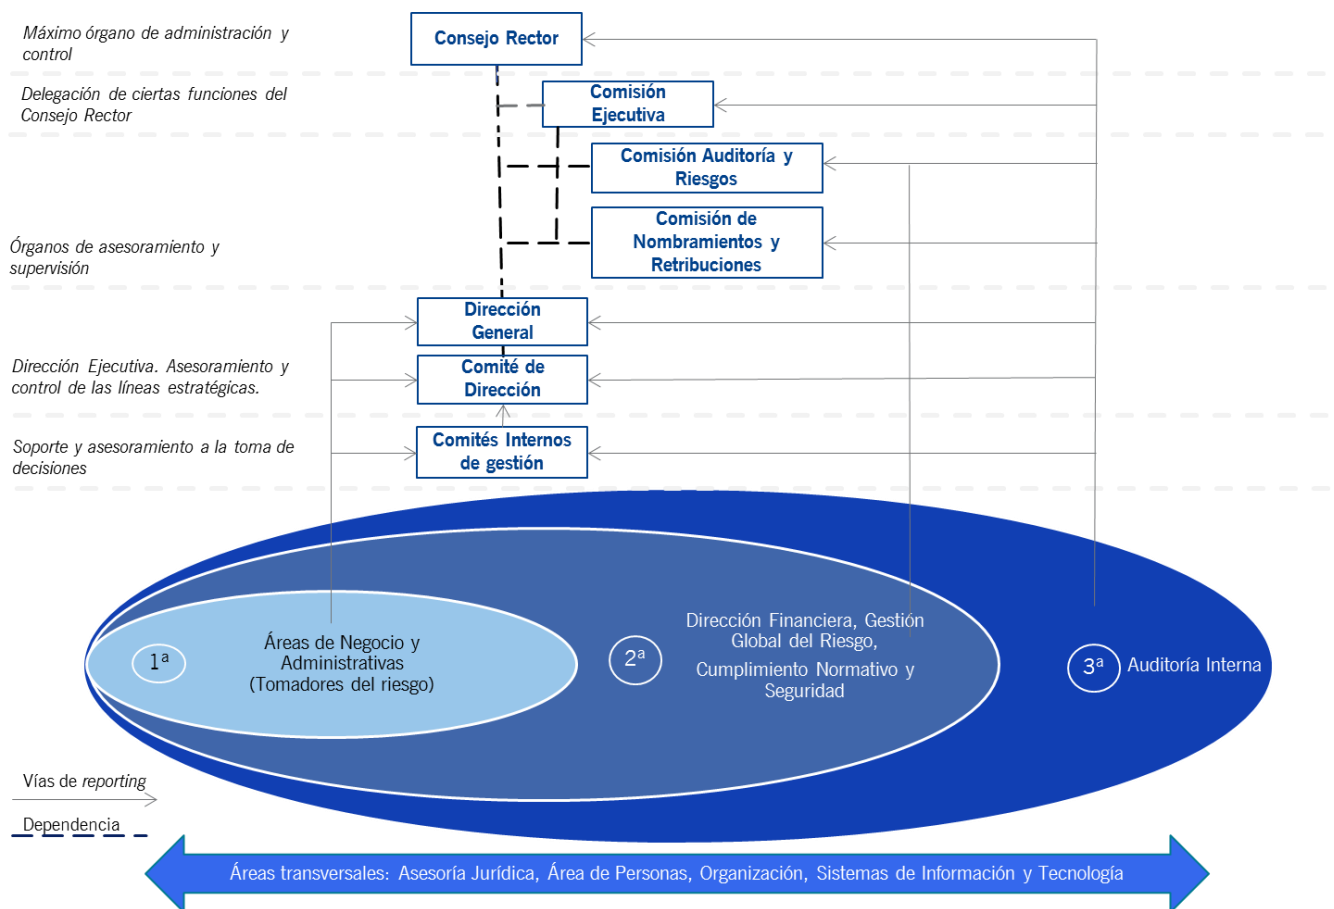 Máximo órgano de administración y
control
Consejo Rector
Delegación de ciertas funciones del
Consejo Rector
Comisión
Ejecutiva
Comisión Auditoría y
Riesgos
Comisión de
Nombramientos y
Retribuciones
Órganos de asesoramiento y
supervisión
Dirección
General
Dirección Ejecutiva. Asesoramiento y
control de las líneas estratégicas.
Comité de
Dirección
Soporte y asesoramiento a la toma de
decisiones
Comités Internos
de gestión
1ª
Áreas de Negocio y
Administrativas
(Tomadores del riesgo)
2ª
Dirección Financiera, Gestión
Global del Riesgo,
Cumplimiento Normativo y
Seguridad
3ª
Auditoría Interna
Vías de reporting
Dependencia
Áreas transversales: Asesoría Jurídica, Área de Personas, Organización, Sistemas de Información y Tecnología